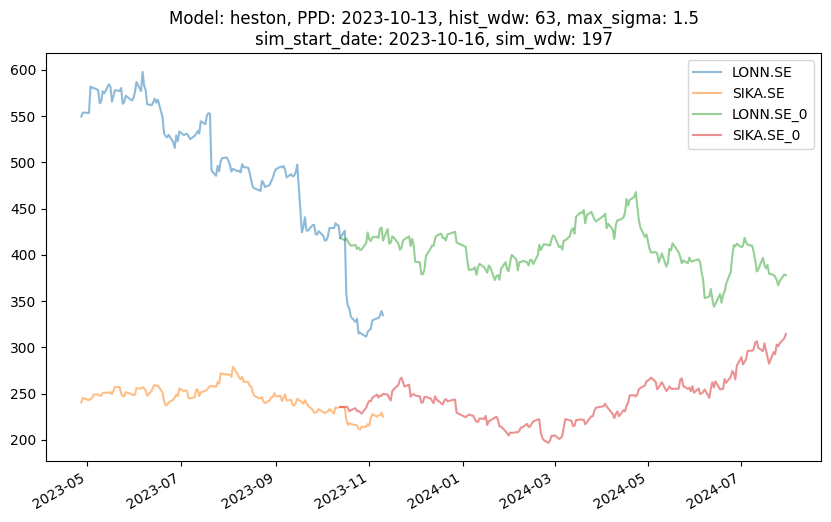 Model: heston, PPD: 2023-10-13, hist_wdw: 63, max_sigma: 1.5
sim_start_date: 2023-10-16, sim_wdw: 197
LONN.SE
SIKA.SE
LONN.SE_0
SIKA.SE_0
600
550
500
450
400
350
300
250
200
2023-05
2023-07
2023-09
2023-11
2024-01
2024-03
2024-05
2024-07